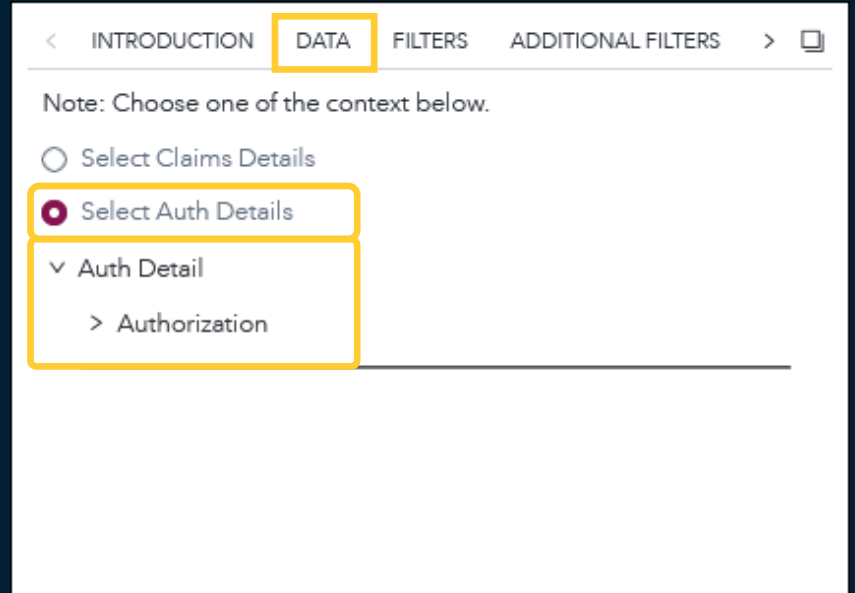 INTRODUCTION DATA FILTERS ADDITIONAL FILTERS
Note: Choose one of the context below.
Select Claims Details
Select Auth Details
Auth Detail
Authorization